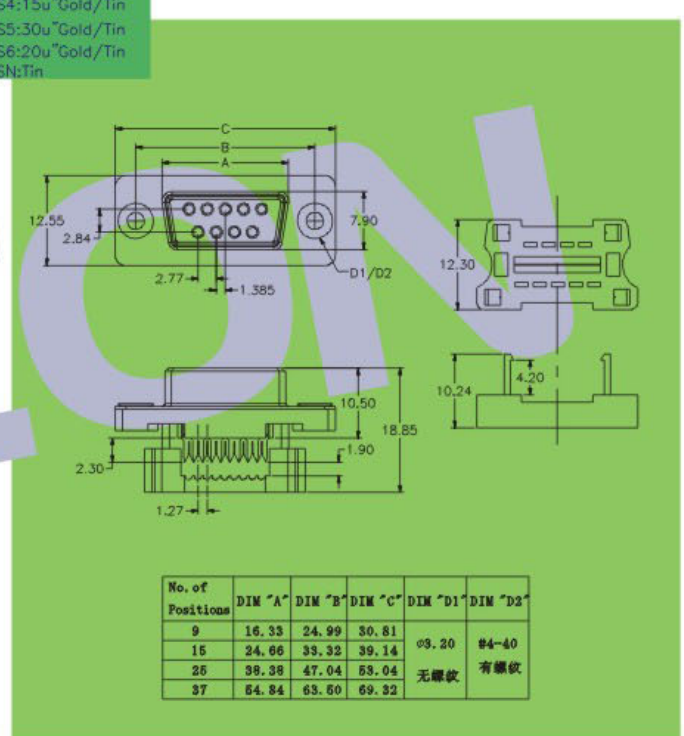 S4:15u"Gold/Tin
S5:30u"Gold/Tin
S6:20u"Gold/Tin
SN:Tin
C
B
A
12.55
2.84
7.90
2.77
1.385
D1/D2
12.30
10.50
18.85
10.24
4.20
2.30
1.90
1.27
No. of Positions DIM "A" DIM "B" DIM "C" DIM "D1" DIM "D2"
9 16.33 24.99 30.81
15 24.66 33.32 39.14
25 38.38 47.04 53.04
37 54.84 63.50 69.32
Ø3.20 #4-40
无螺纹 有螺纹